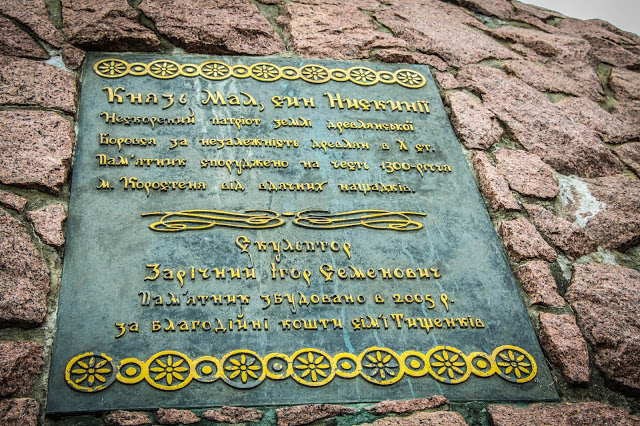 Князь Мал, син Нискинії
Нескорений патріот землі древлянської
Боровся за незалежність древлян в X ст.
Пам'ятник споруджено на честь 1300-річчя
м. Коростеня від вдячних нащадків.
Скульптор
Зарічний Ігор Семенович
Пам'ятник збудовано в 2005 р.
за благодійні кошти сім'ї Тищенків